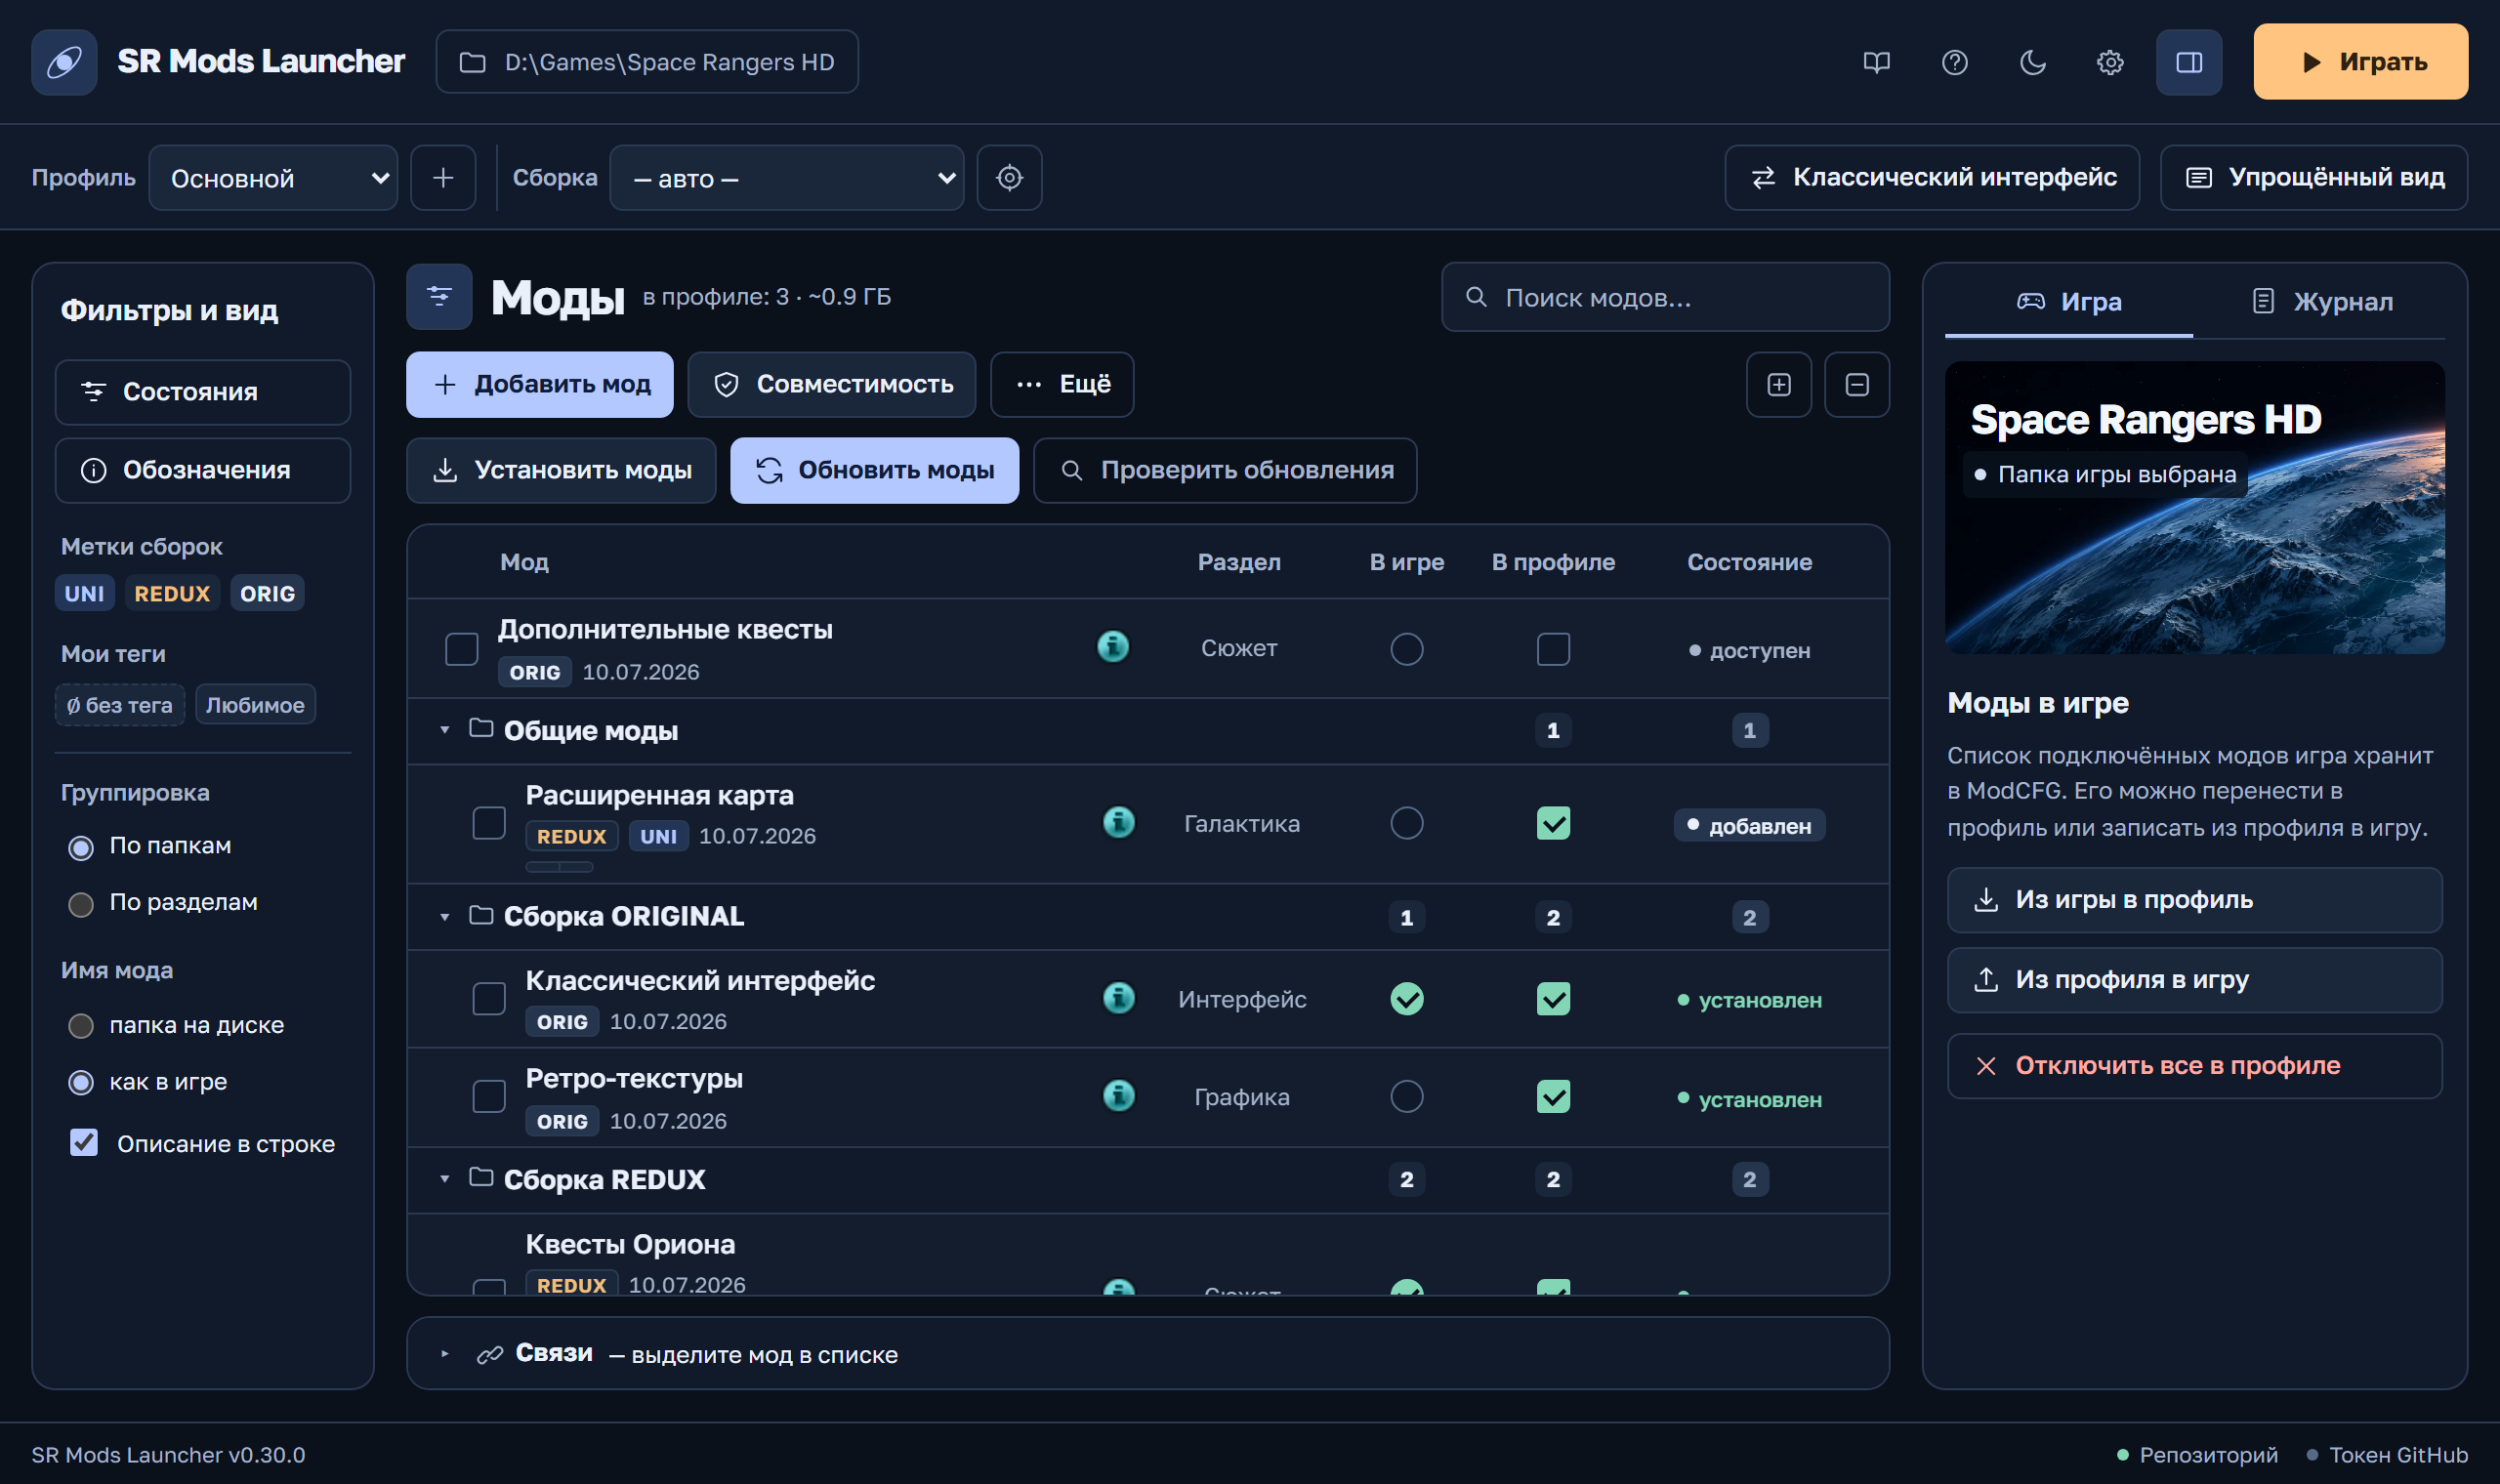 SR Mods Launcher
D:\Games\Space Rangers HD
Играть
Профиль
Основной
Сборка
— авто —
Классический интерфейс
Упрощённый вид
Фильтры и вид
Состояния
Обозначения
Метки сборок
UNI REDUX ORIG
Мои теги
Ø без тега Любимое
Группировка
По папкам
По разделам
Имя мода
папка на диске
как в игре
Описание в строке
Моды в профиле: 3 · ~0.9 ГБ
Поиск модов...
Добавить мод
Совместимость
Ещё
Установить моды
Обновить моды
Проверить обновления
Мод Раздел В игре В профиле Состояние
Дополнительные квесты
ORIG 10.07.2026
Сюжет
доступен
Общие моды 1 1
Расширенная карта
REDUX UNI 10.07.2026
Галактика
добавлен
Сборка ORIGINAL 1 2 2
Классический интерфейс
ORIG 10.07.2026
Интерфейс
установлен
Ретро-текстуры
ORIG 10.07.2026
Графика
установлен
Сборка REDUX 2 2 2
Квесты Ориона
REDUX 10.07.2026
Связи — выделите мод в списке
Игра
Журнал
Space Rangers HD
Папка игры выбрана
Моды в игре
Список подключённых модов игра хранит
в ModCFG. Его можно перенести в
профиль или записать из профиля в игру.
Из игры в профиль
Из профиля в игру
Отключить все в профиле
SR Mods Launcher v0.30.0
Репозиторий
Токен GitHub